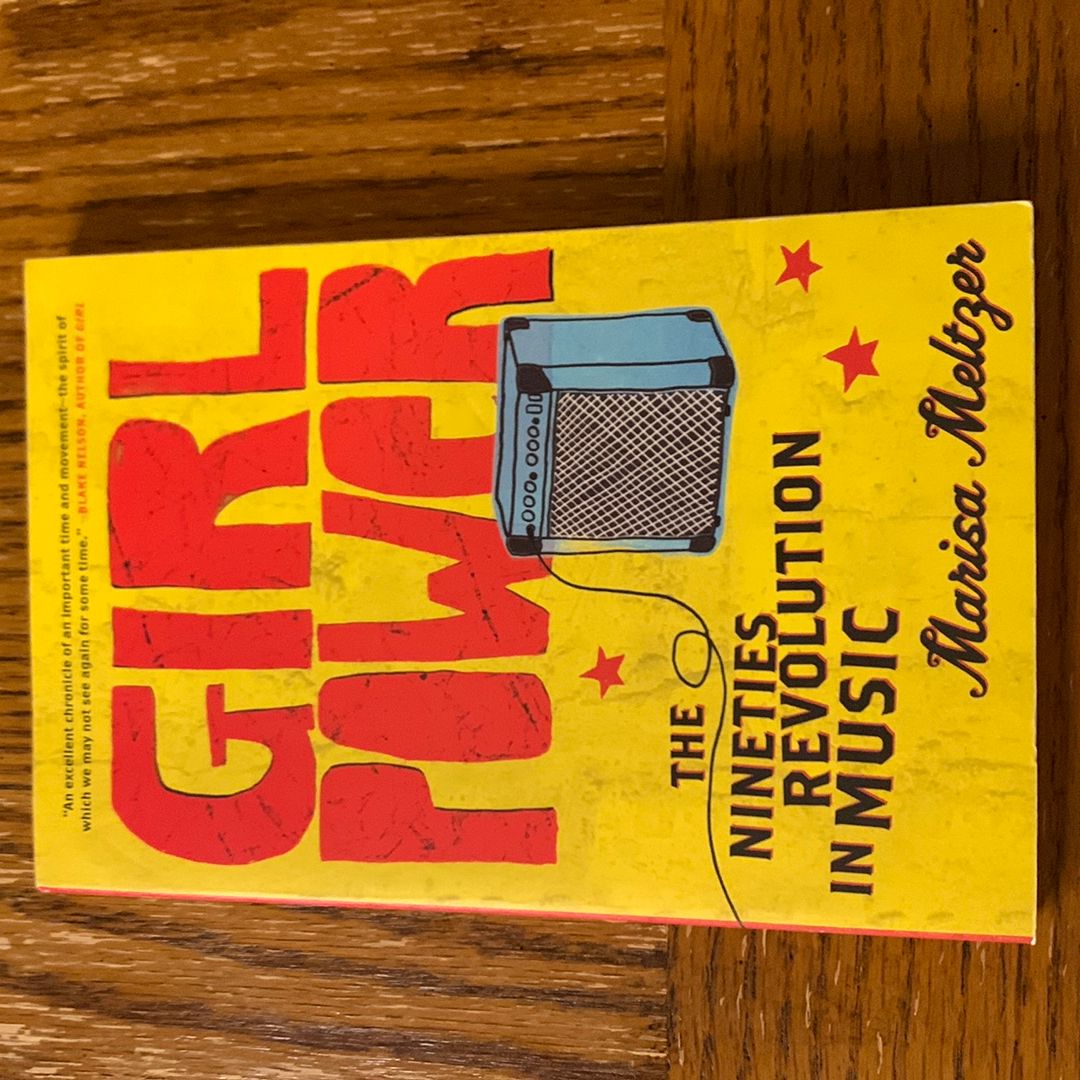 "An excellent chronicle of an important time and movement—the spirit of
which we may not see again for some time." —BLAKE NELSON, AUTHOR OF GIRL
GIRL
POWER
THE
NINETIES
REVOLUTION
IN MUSIC
Marisa Meltzer